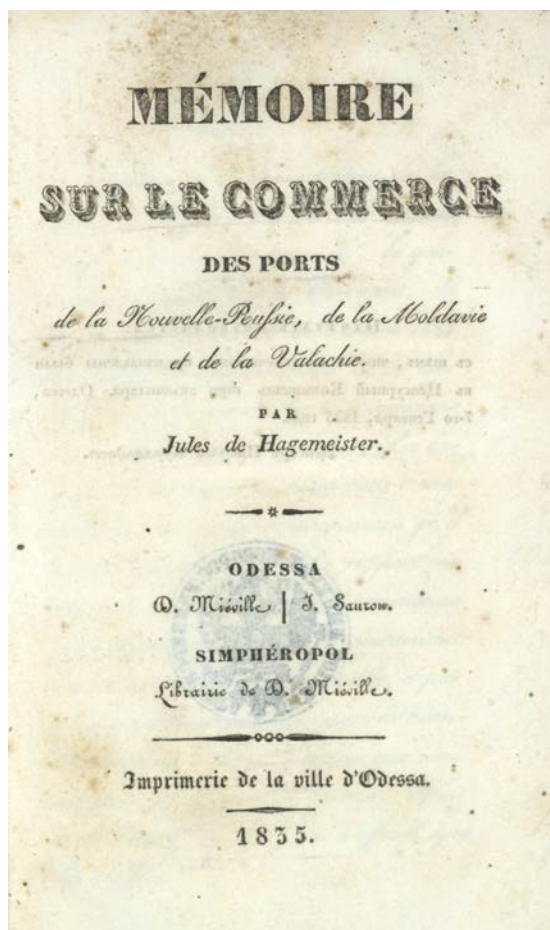 MÉMOIRE
SUR LE COMMERCE
DES PORTS
de la Nouvelle-Russie, de la Moldavie
et de la Valachie.
PAR
Jules de Hagemeister.
ODESSA
D. Miéville | J. Sauron.
SIMPHÉROPOL
Librairie de D. Miéville.
Imprimerie de la ville d'Odessa.
1835.